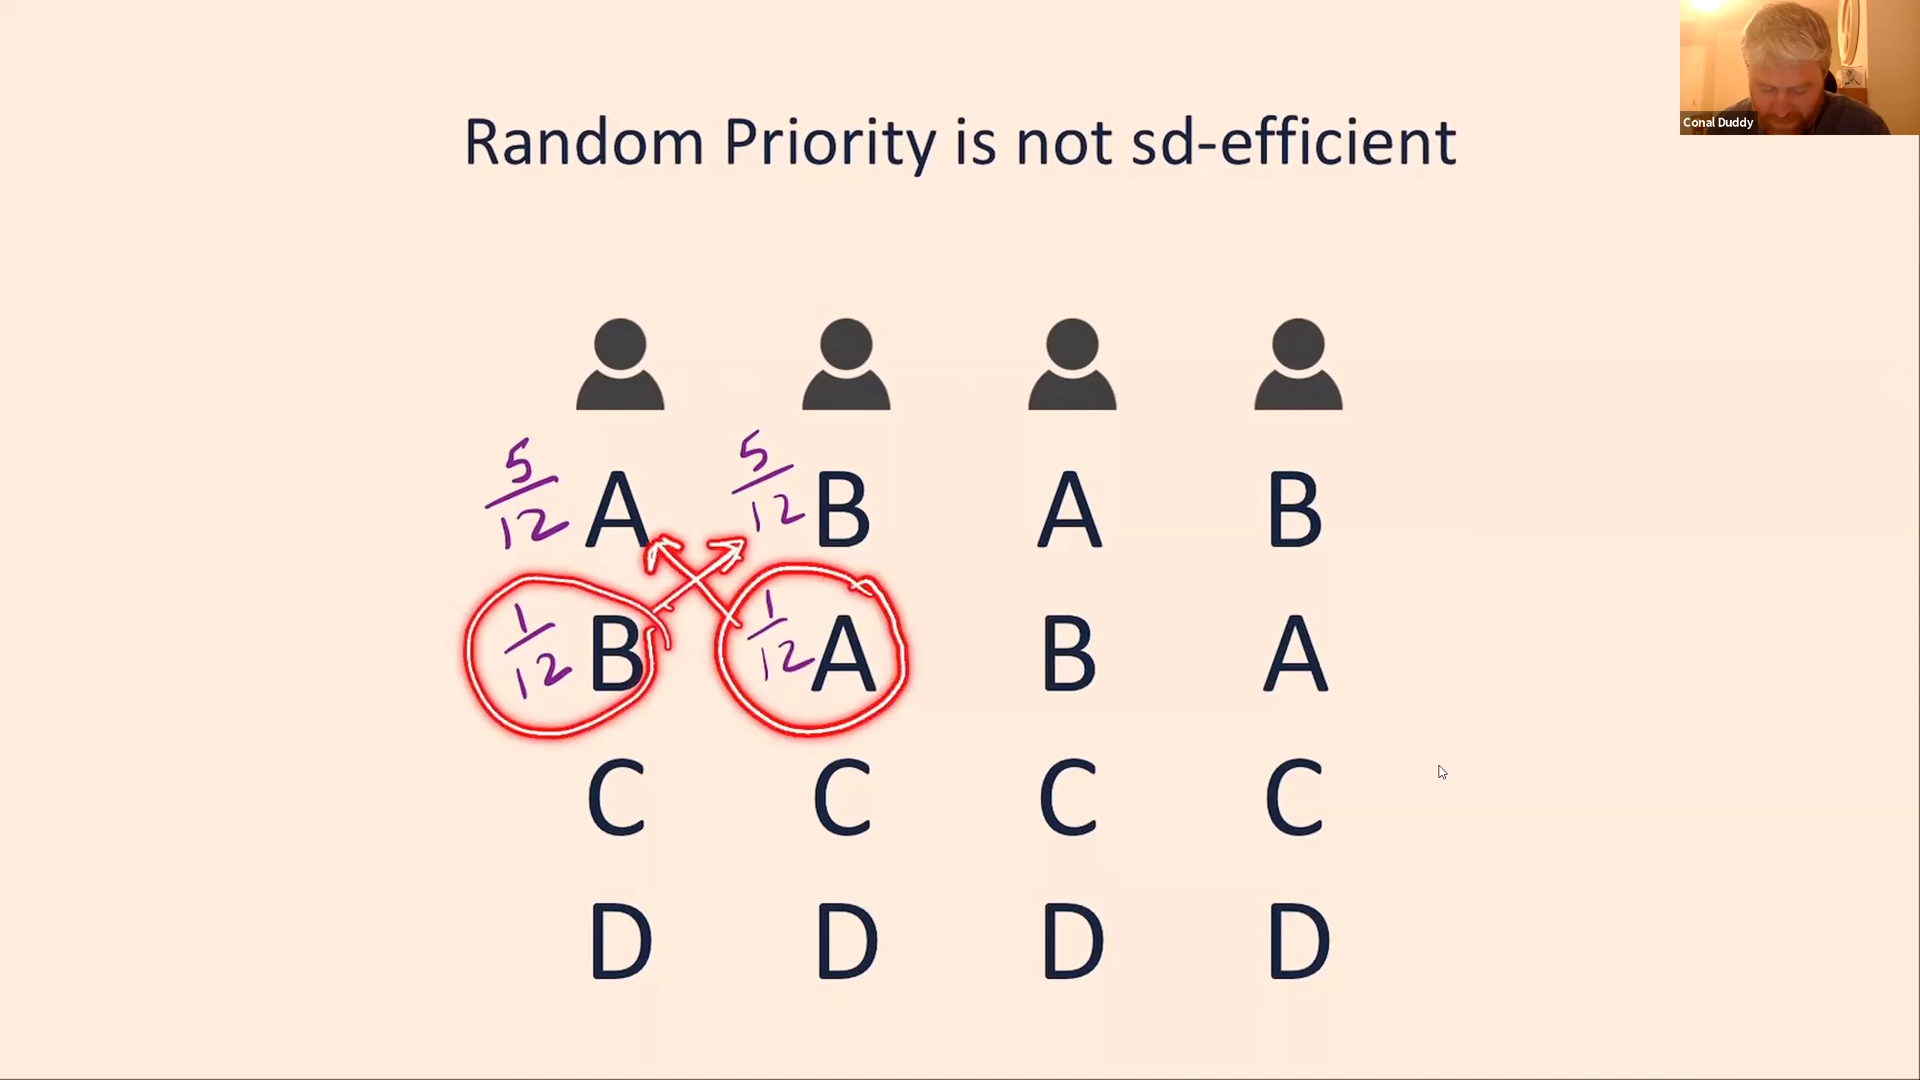 Conal Duddy
Random Priority is not sd-efficient
5/12 A 5/12 B A B
1/12 B 1/12 A B A
C C C C
D D D D